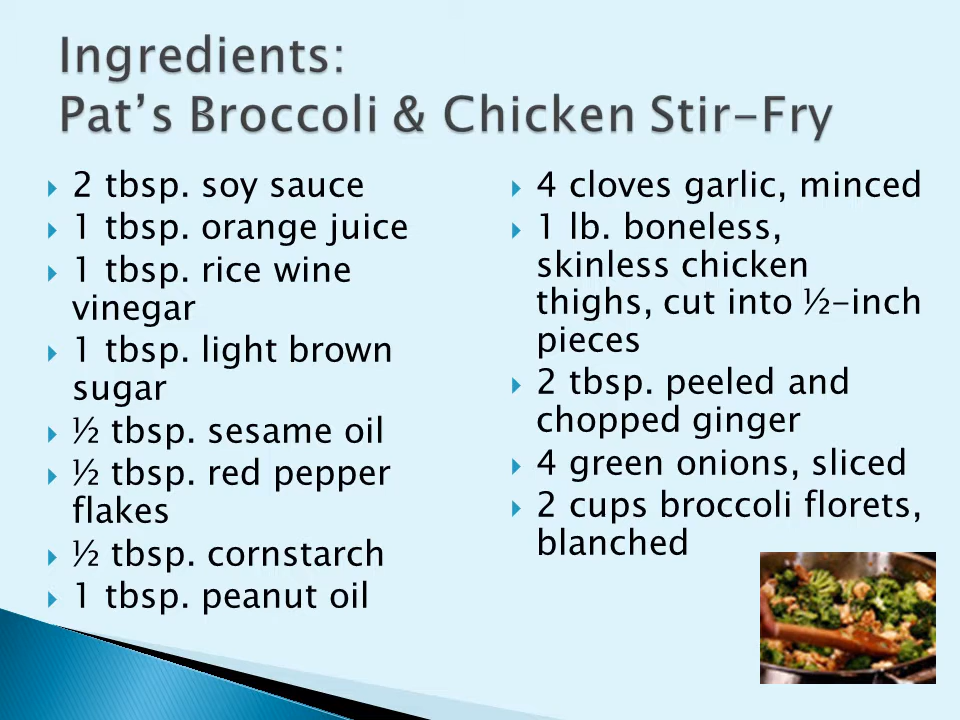 Ingredients:
Pat’s Broccoli & Chicken Stir-Fry
2 tbsp. soy sauce
1 tbsp. orange juice
1 tbsp. rice wine
vinegar
1 tbsp. light brown
sugar
½ tbsp. sesame oil
½ tbsp. red pepper
flakes
½ tbsp. cornstarch
1 tbsp. peanut oil
4 cloves garlic, minced
1 lb. boneless,
skinless chicken
thighs, cut into ½-inch
pieces
2 tbsp. peeled and
chopped ginger
4 green onions, sliced
2 cups broccoli florets,
blanched